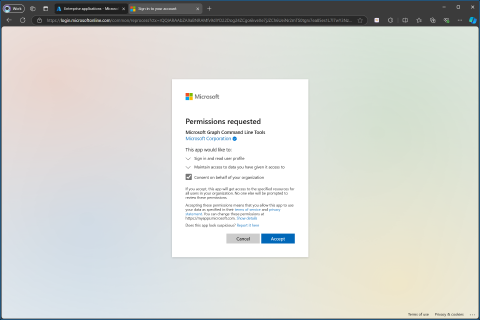 Work
Enterprise applications - Microsof
Sign in to your account
https://login.microsoftonline.com/common/reprocess?ctx=
Microsoft
Permissions requested
Microsoft Graph Command Line Tools
Microsoft Corporation
This app would like to:
Sign in and read user profile
Maintain access to data you have given it access to
Consent on behalf of your organization
If you accept, this app will get access to the specified resources for
all users in your organization. No one else will be prompted to
review these permissions.
Accepting these permissions means that you allow this app to use
your data as specified in their terms of service and privacy
statement. You can change these permissions at
https://myapps.microsoft.com. Show details
Does this app look suspicious? Report it here
Cancel
Accept
Terms of use
Privacy & cookies
...